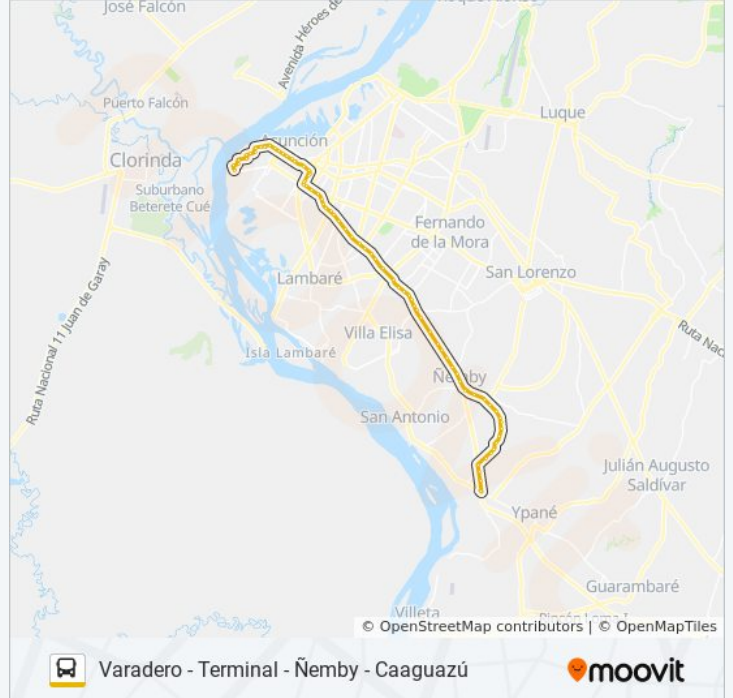 José Falcón
Avenida Héroes de
Puerto Falcón
Luque
Asunción
Clorinda
Suburbano
Beterete Cué
Fernando
de la Mora
San Lorenzo
Lambaré
Ruta Nacional 11 Juan de Garay
Villa Elisa
Ruta Nac
Isla Lambaré
Ñemby
San Antonio
Julián Augusto
Saldívar
Ypané
Guarambaré
Villeta
© OpenStreetMap contributors | © OpenMapTiles
Varadero - Terminal - Ñemby - Caaguazú
moovit